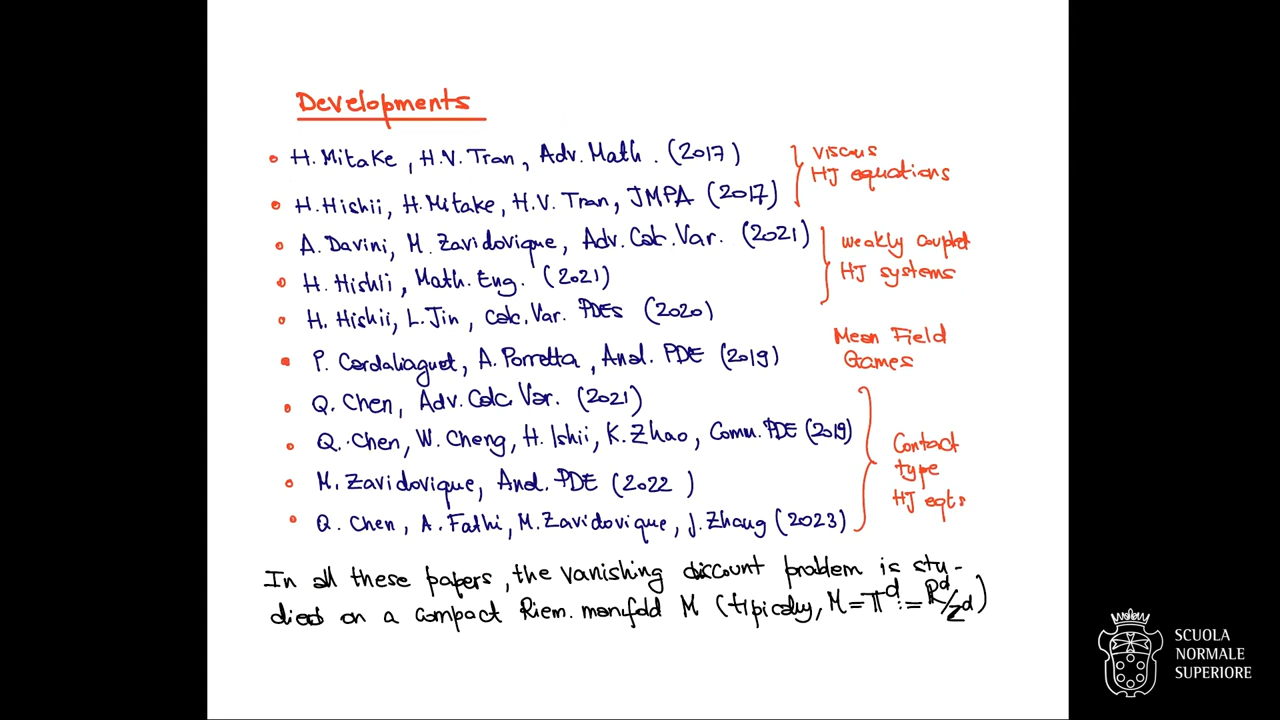 Developments
• H. Mitake, H.V. Tran, Adv. Math. (2017)
viscous
HJ equations
• H. Hishii, H. Mitake, H.V. Tran, JMPA (2017)
• A. Davini, M. Zavidovique, Adv. Calc. Var. (2021)
weakly coupled
HJ systems
• H. Hishii, Math. Eng. (2021)
• H. Hishii, L. Jin, Calc. Var. PDEs (2020)
Mean Field
Games
• P. Cardaliaguet, A. Porretta, Anal. PDE (2019)
• Q. Chen, Adv. Calc. Var. (2021)
• Q. Chen, W. Cheng, H. Ishii, K. Zhao, Comm. PDE (2019)
Contact
type
HJ eqts
• M. Zavidovique, Anal. PDE (2022)
• Q. Chen, A. Fathi, M. Zavidovique, J. Zhang (2023)
In all these papers, the vanishing discount problem is stu-
died on a compact Riem. manifold M (tipically, M = 𝕋^d := ℝ^d/ℤ^d)
SCUOLA
NORMALE
SUPERIORE